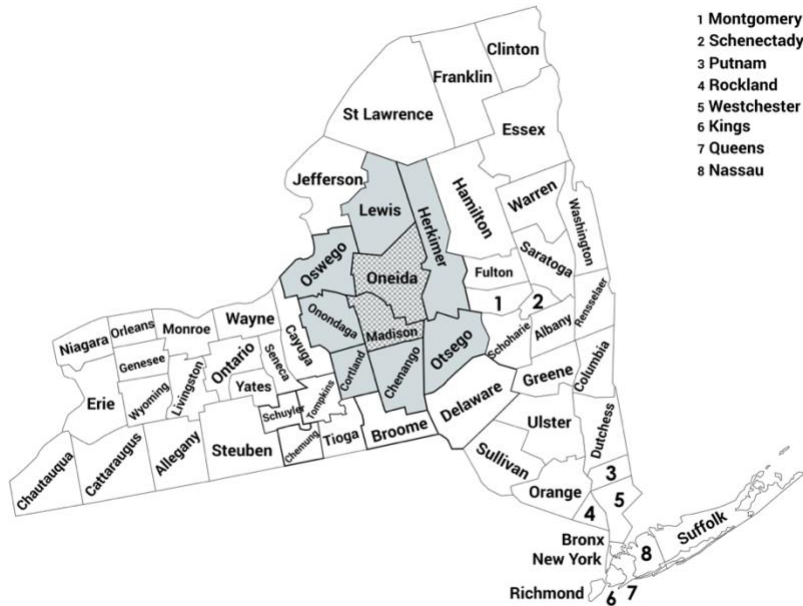 1 Montgomery
2 Schenectady
3 Putnam
4 Rockland
5 Westchester
6 Kings
7 Queens
8 Nassau
Clinton
Franklin
St Lawrence
Essex
Jefferson
Lewis
Herkimer
Hamilton
Warren
Washington
Oswego
Oneida
Saratoga
Fulton
1
2
Onondaga
Madison
Otsego
Schoharie
Albany
Rensselaer
Niagara
Orleans
Monroe
Wayne
Cayuga
Genesee
Ontario
Seneca
Cortland
Chenango
Erie
Wyoming
Livingston
Yates
Tompkins
Schuyler
Delaware
Greene
Columbia
Chautauqua
Cattaraugus
Allegany
Steuben
Chemung
Tioga
Broome
Ulster
Dutchess
Sullivan
Orange
3
4
5
Bronx
New York
8
Suffolk
Richmond
6
7